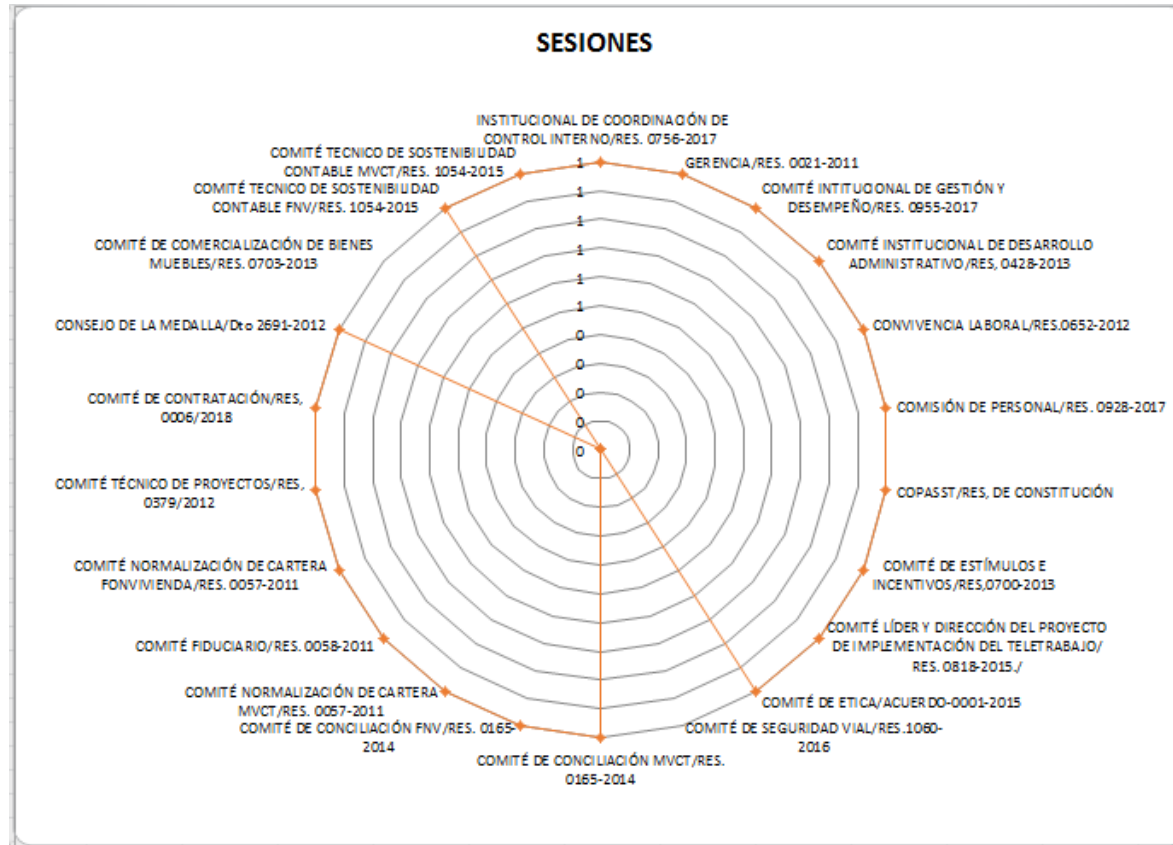 SESIONES
INSTITUCIONAL DE COORDINACIÓN DE
CONTROL INTERNO/RES. 0756-2017
GERENCIA/RES. 0021-2011
COMITÉ INTITUCIONAL DE GESTIÓN Y
DESEMPEÑO/RES. 0955-2017
COMITÉ INSTITUCIONAL DE DESARROLLO
ADMINISTRATIVO/RES, 0428-2013
CONVIVENCIA LABORAL/RES.0652-2012
COMISIÓN DE PERSONAL/RES. 0928-2017
COPASST/RES, DE CONSTITUCIÓN
COMITÉ DE ESTÍMULOS E
INCENTIVOS/RES,0700-2013
COMITÉ LÍDER Y DIRECCIÓN DEL PROYECTO
DE IMPLEMENTACIÓN DEL TELETRABAJO/
RES. 0818-2015./
COMITÉ DE ETICA/ACUERDO-0001-2015
COMITÉ DE SEGURIDAD VIAL/RES.1060-
2016
COMITÉ DE CONCILIACIÓN MVCT/RES.
0165-2014
COMITÉ DE CONCILIACIÓN FNV/RES. 0165-
2014
COMITÉ NORMALIZACIÓN DE CARTERA
MVCT/RES. 0057-2011
COMITÉ FIDUCIARIO/RES. 0058-2011
COMITÉ NORMALIZACIÓN DE CARTERA
FONVIVIENDA/RES. 0057-2011
COMITÉ TÉCNICO DE PROYECTOS/RES,
0379/2012
COMITÉ DE CONTRATACIÓN/RES,
0006/2018
CONSEJO DE LA MEDALLA/Dto 2691-2012
COMITÉ DE COMERCIALIZACIÓN DE BIENES
MUEBLES/RES. 0703-2013
COMITÉ TECNICO DE SOSTENIBILIDAD
CONTABLE FNV/RES. 1054-2015
COMITÉ TECNICO DE SOSTENIBILIDAD
CONTABLE MVCT/RES. 1054-2015
1
1
1
1
1
1
0
0
0
0
0